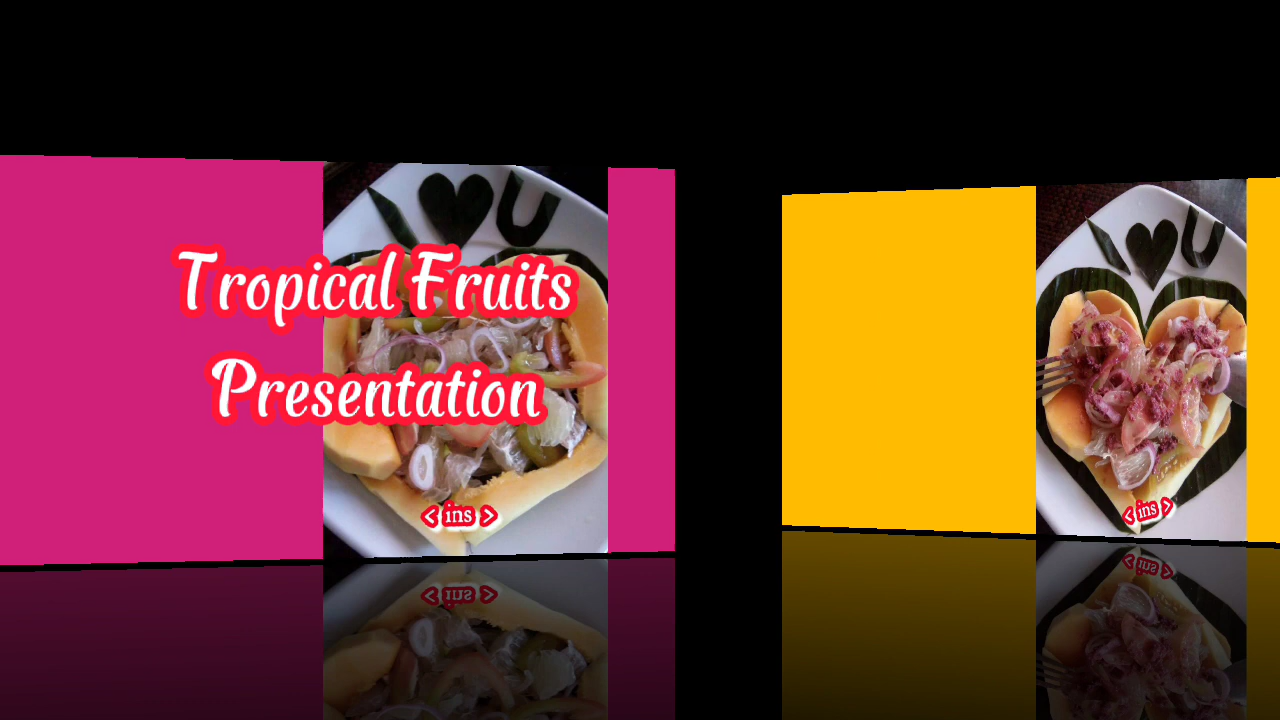 I ♥ U
Tropical Fruits
Presentation
< ins >
I ♥ U
< ins >